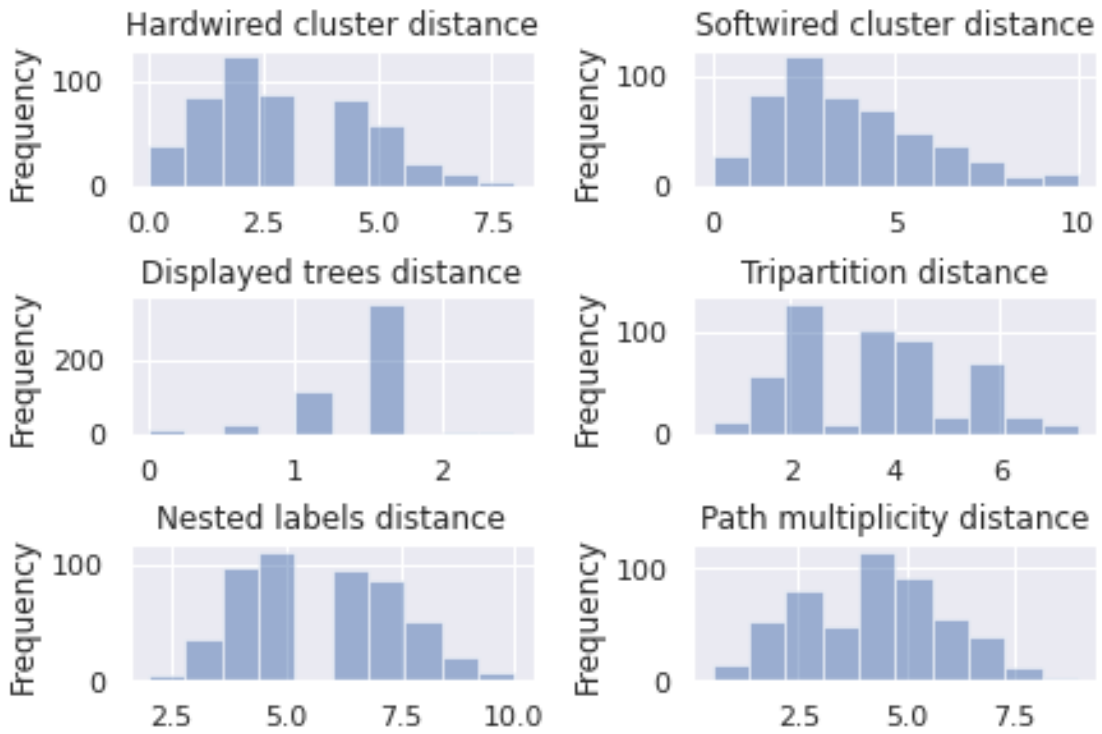 Hardwired cluster distance
Frequency
100
0
0.0 2.5 5.0 7.5
Softwired cluster distance
Frequency
100
0
0 5 10
Displayed trees distance
Frequency
200
0
0 1 2
Tripartition distance
Frequency
100
0
2 4 6
Nested labels distance
Frequency
100
0
2.5 5.0 7.5 10.0
Path multiplicity distance
Frequency
100
0
2.5 5.0 7.5